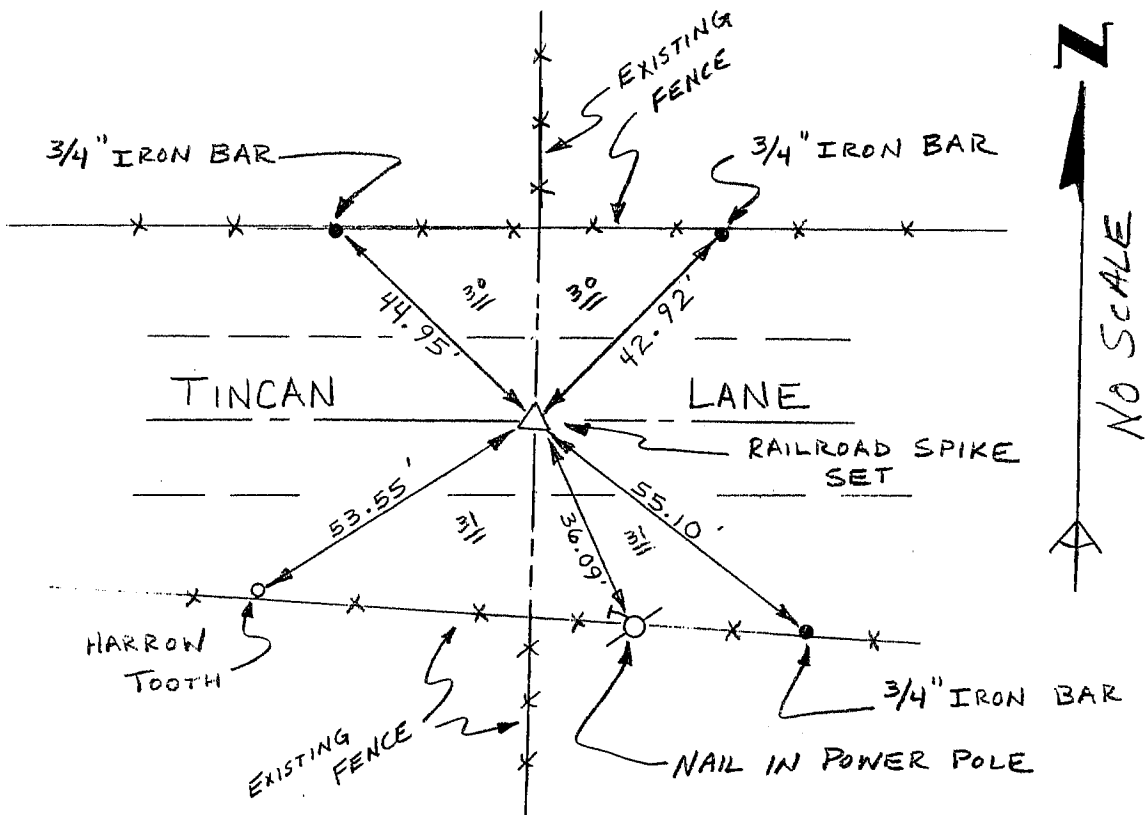 N
EXISTING
FENCE
3/4" IRON BAR
3/4" IRON BAR
44.95'
42.92'
NO SCALE
TINCAN LANE
RAILROAD SPIKE
SET
53.55'
36.09'
55.10'
HARROW
TOOTH
3/4" IRON BAR
EXISTING
FENCE
NAIL IN POWER POLE